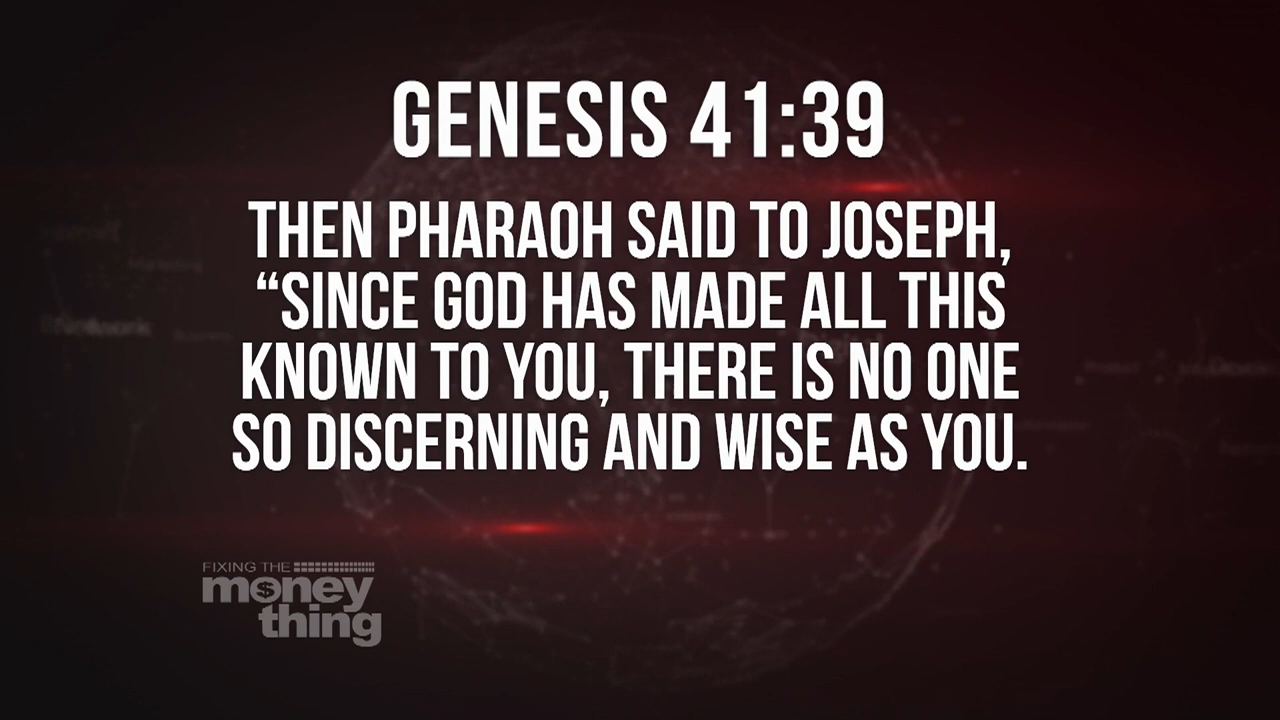 GENESIS 41:39
THEN PHARAOH SAID TO JOSEPH,
“SINCE GOD HAS MADE ALL THIS
KNOWN TO YOU, THERE IS NO ONE
SO DISCERNING AND WISE AS YOU.
FIXING THE
money
thing
Network